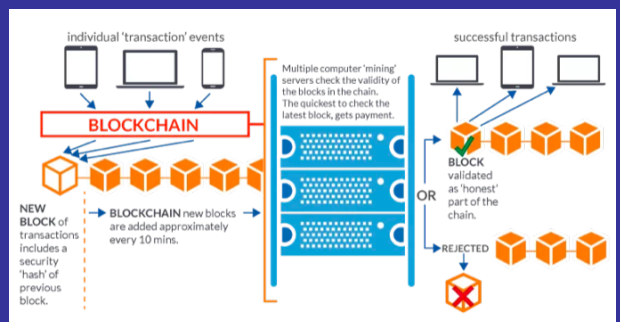 individual 'transaction' events
successful transactions
Multiple computer 'mining'
servers check the validity of
the blocks in the chain.
The quickest to check the
latest block, gets payment.
BLOCKCHAIN
OR
BLOCK
validated
as 'honest'
part of the
chain.
NEW
BLOCK of
transactions
includes a
security
'hash' of
previous
block.
BLOCKCHAIN new blocks
are added approximately
every 10 mins.
REJECTED